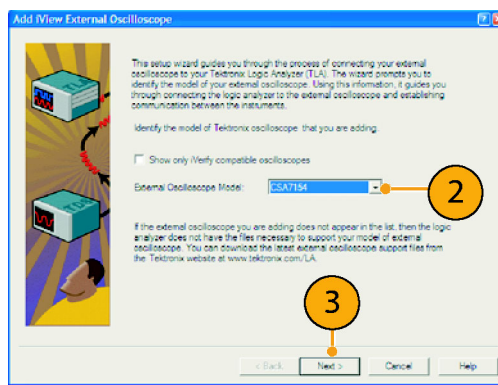 Add iView External Oscilloscope
This setup wizard guides you through the process of connecting your external
oscilloscope to your Tektronix Logic Analyzer (TLA). The wizard prompts you to
identify the model of your external oscilloscope. Using this information, it guides you
through connecting the logic analyzer to the external oscilloscope and establishing
communication between the instruments.
Identify the model of Tektronix oscilloscope that you are adding.
Show only iVerify compatible oscilloscopes
External Oscilloscope Model: CSA7154
2
If the external oscilloscope you are adding does not appear in the list, then the logic
analyzer does not have the files necessary to support your model of external
oscilloscope. You can download the latest external oscilloscope support files from
the Tektronix website at www.tektronix.com/LA.
3
< Back Next > Cancel Help
TLA
TDS